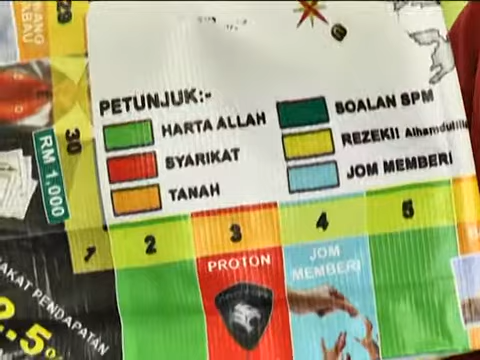 PETUNJUK:-
HARTA ALLAH
SYARIKAT
TANAH
SOALAN SPM
REZEKI! Alhamdulill
JOM MEMBERI
29
30
RM 1,000
1
2
3
4
5
PROTON
JOM
MEMBERI
AKAT PENDAPATAN
2.5%